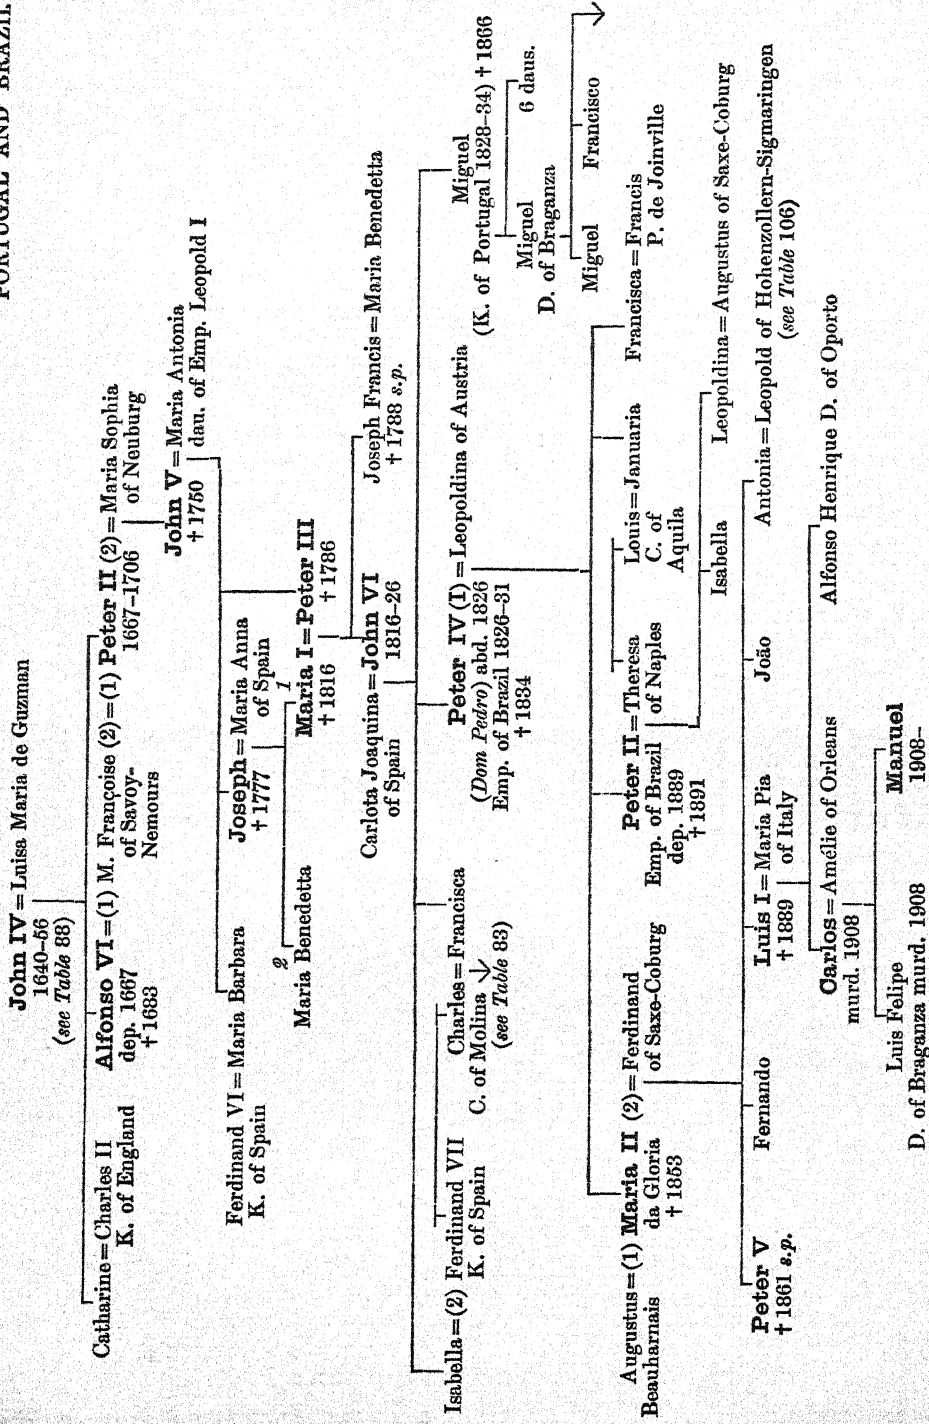 PORTUGAL AND BRAZIL
John IV = Luisa Maria de Guzman
1640–56
(see Table 88)
Catharine = Charles II
K. of England
Alfonso VI = (1) M. Françoise (2) = (1) Peter II (2) = Maria Sophia
dep. 1667
†1683
of Savoy-
Nemours
1667–1706
of Neuburg
John V = Maria Antonia
†1750
dau. of Emp. Leopold I
Ferdinand VI = Maria Barbara
K. of Spain
Joseph = Maria Anna
†1777
of Spain
2
1
Maria Benedetta
Maria I = Peter III
†1816
†1786
Carlota Joaquina = John VI
of Spain
1816–26
Joseph Francis = Maria Benedetta
†1788 s.p.
Isabella = (2) Ferdinand VII
K. of Spain
Charles = Francisca
C. of Molina
(see Table 83)
Peter IV (I) = Leopoldina of Austria
(Dom Pedro) abd. 1826
Emp. of Brazil 1826–31
†1834
Miguel
(K. of Portugal 1828–34) †1866
Miguel
D. of Braganza
6 daus.
Miguel
Francisco
Augustus = (1) Maria II (2) = Ferdinand
Beauharnais
da Gloria
†1853
of Saxe-Coburg
Peter II = Theresa
Emp. of Brazil
of Naples
dep. 1889
†1891
Louis = Januaria
C. of
Aquila
Francisca = Francis
P. de Joinville
Isabella
Leopoldina = Augustus of Saxe-Coburg
Peter V
†1861 s.p.
Fernando
Luis I = Maria Pia
†1889
of Italy
João
Antonia = Leopold of Hohenzollern-Sigmaringen
(see Table 106)
Carlos = Amélie of Orleans
murd. 1908
Alfonso Henrique D. of Oporto
Luis Felipe
D. of Braganza murd. 1908
Manuel
1908–